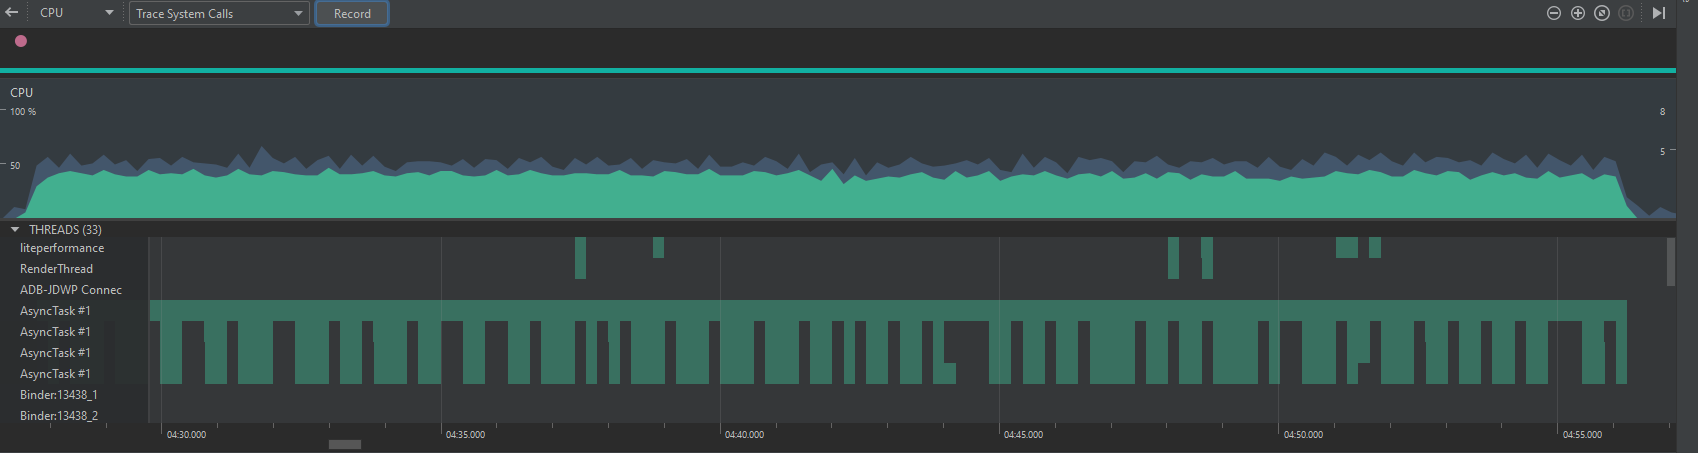 CPU Trace System Calls Record
CPU
100 % 8
50 5
THREADS (33)
liteperformance
RenderThread
ADB-JDWP Connec
AsyncTask #1
AsyncTask #1
AsyncTask #1
AsyncTask #1
Binder:13438_1
Binder:13438_2
04:30.000 04:35.000 04:40.000 04:45.000 04:50.000 04:55.000